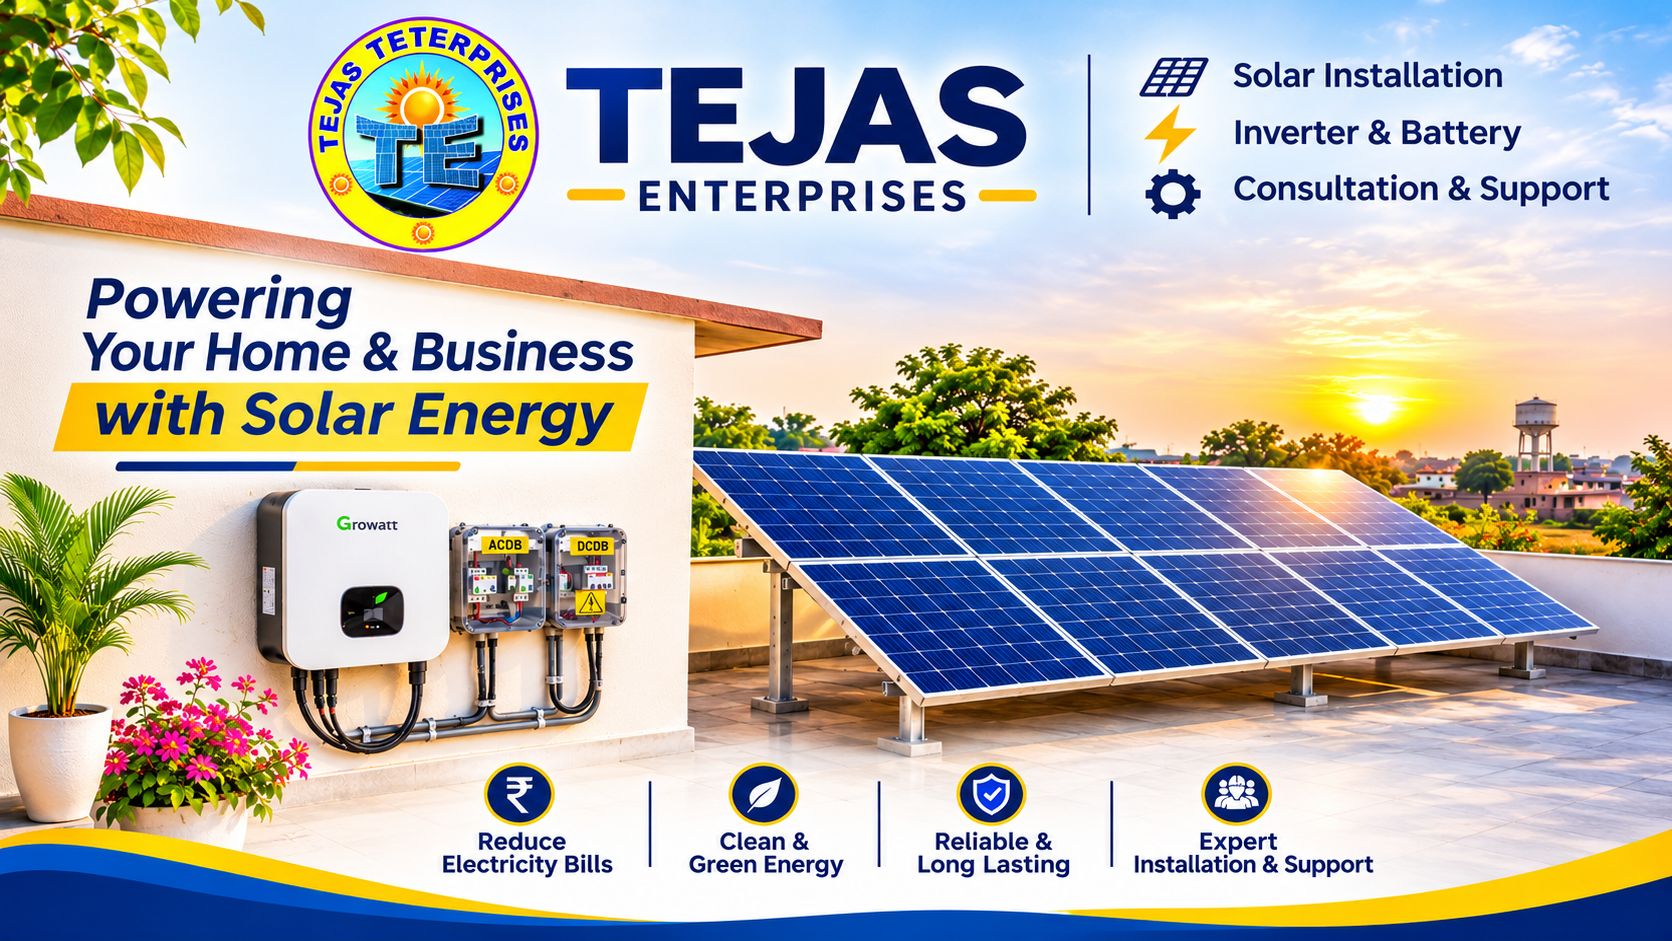 TEJAS TETERPRISES
TE
TEJAS
ENTERPRISES
Solar Installation
Inverter & Battery
Consultation & Support
Powering
Your Home & Business
with Solar Energy
Growatt
ACDB
DCDB
Reduce
Electricity Bills
Clean &
Green Energy
Reliable &
Long Lasting
Expert
Installation & Support